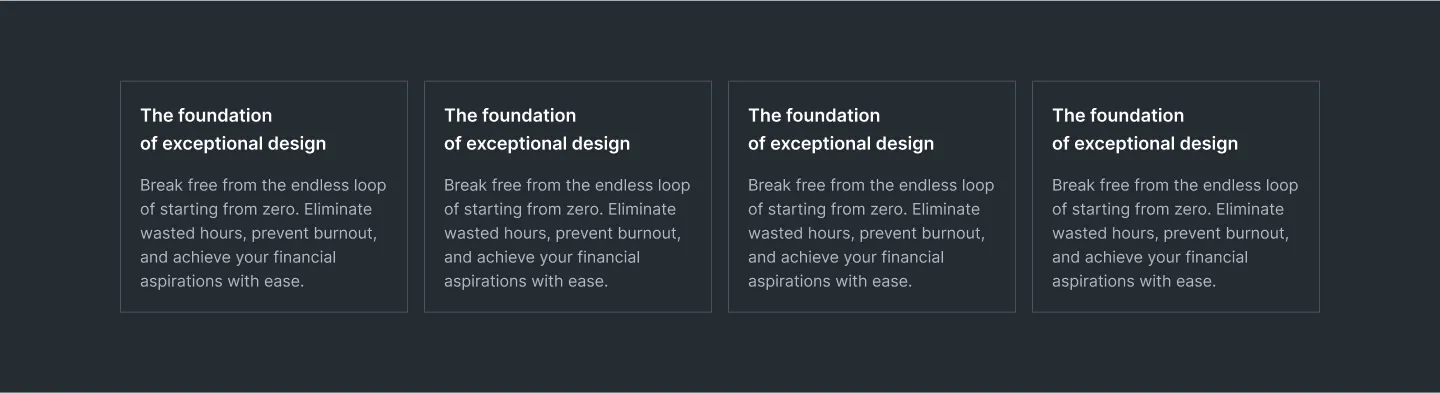 The foundation
of exceptional design
Break free from the endless loop
of starting from zero. Eliminate
wasted hours, prevent burnout,
and achieve your financial
aspirations with ease.
The foundation
of exceptional design
Break free from the endless loop
of starting from zero. Eliminate
wasted hours, prevent burnout,
and achieve your financial
aspirations with ease.
The foundation
of exceptional design
Break free from the endless loop
of starting from zero. Eliminate
wasted hours, prevent burnout,
and achieve your financial
aspirations with ease.
The foundation
of exceptional design
Break free from the endless loop
of starting from zero. Eliminate
wasted hours, prevent burnout,
and achieve your financial
aspirations with ease.